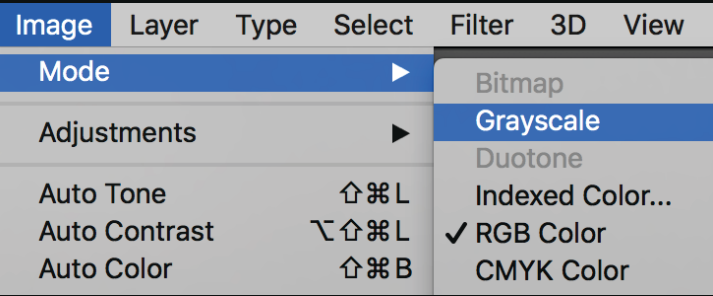 Image Layer Type Select Filter 3D View
Mode ▶
Adjustments ▶
Auto Tone ⇧⌘L
Auto Contrast ⌥⇧⌘L
Auto Color ⇧⌘B
Bitmap
Grayscale
Duotone
Indexed Color...
✓ RGB Color
CMYK Color